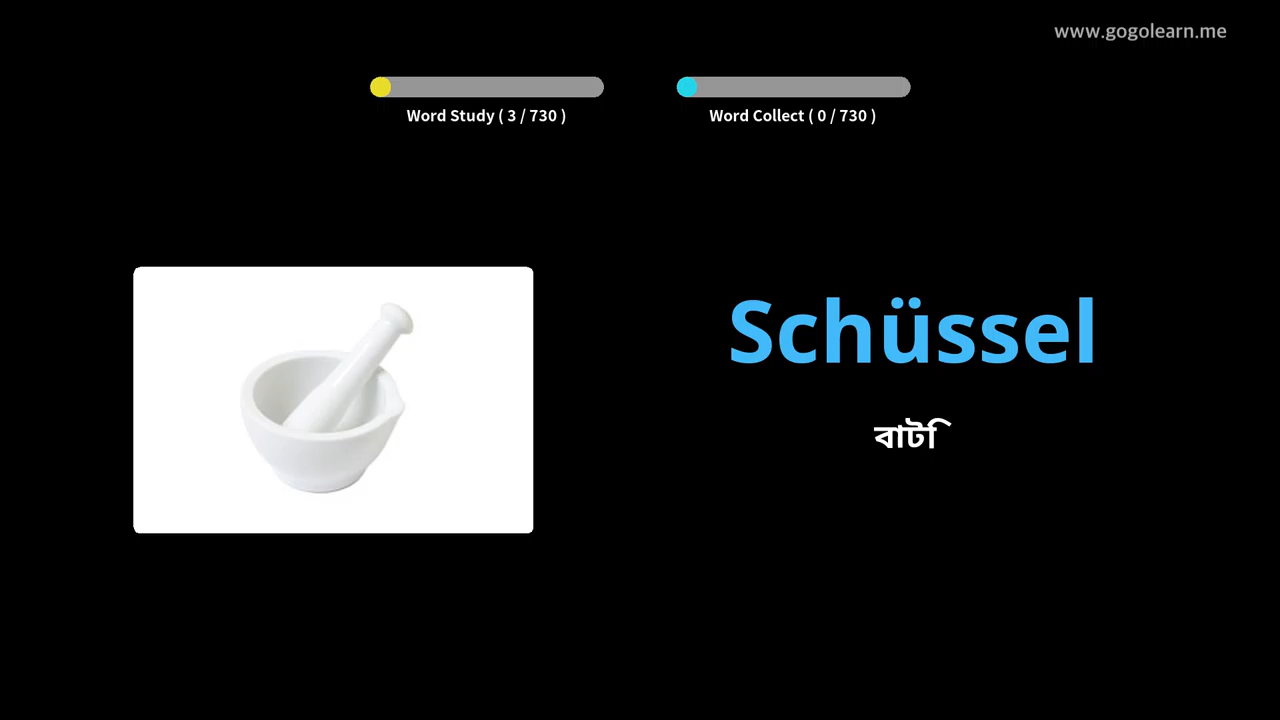 www.gogolearn.me
Word Study ( 3 / 730 )
Word Collect ( 0 / 730 )
Schüssel
বাটি